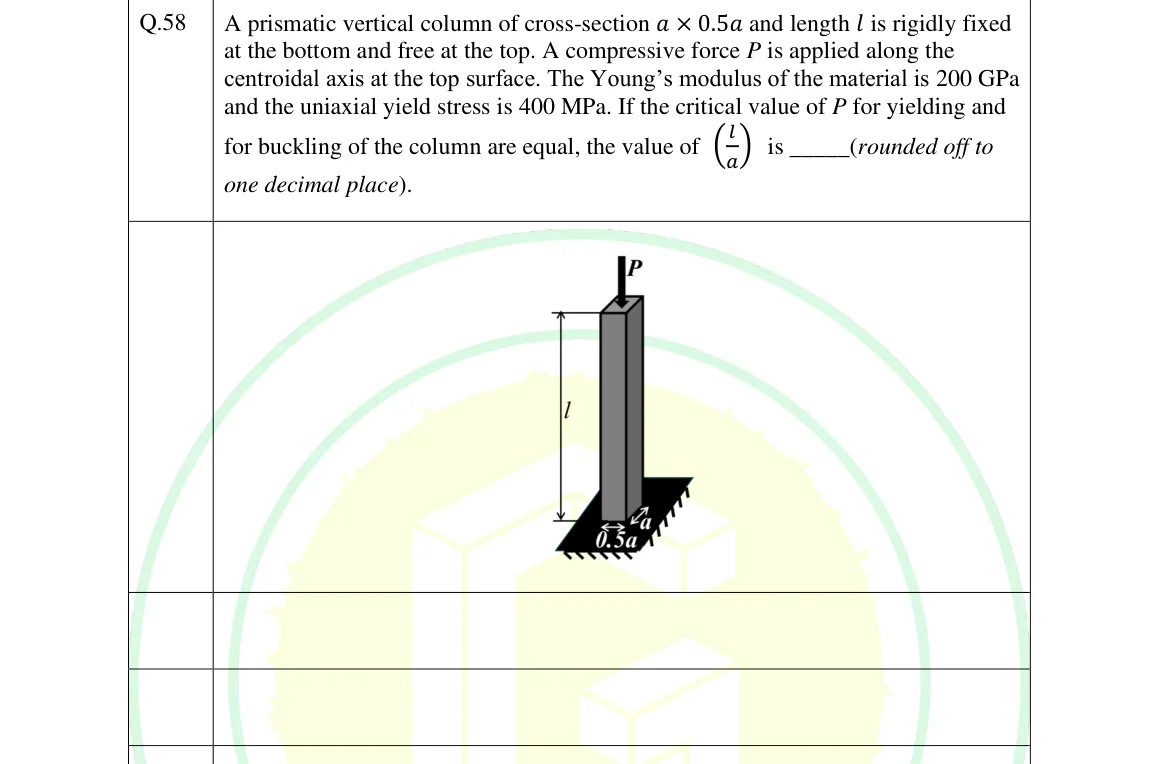 Q.58
A prismatic vertical column of cross-section a × 0.5a and length l is rigidly fixed
at the bottom and free at the top. A compressive force P is applied along the
centroidal axis at the top surface. The Young’s modulus of the material is 200 GPa
and the uniaxial yield stress is 400 MPa. If the critical value of P for yielding and
for buckling of the column are equal, the value of (l/a) is _____(rounded off to
one decimal place).
P
l
a
0.5a